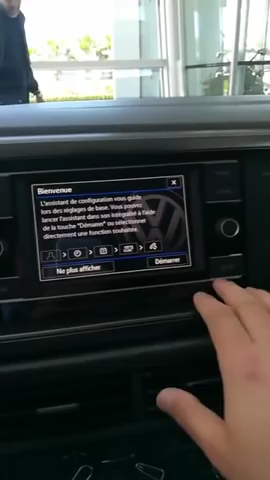 Bienvenue
L'assistant de configuration vous guide
lors des réglages de base. Vous pouvez
lancer l'assistant dans son intégralité à l'aide
de la touche "Démarrer" ou sélectionner
directement une fonction souhaitée.
Ne plus afficher
Démarrer